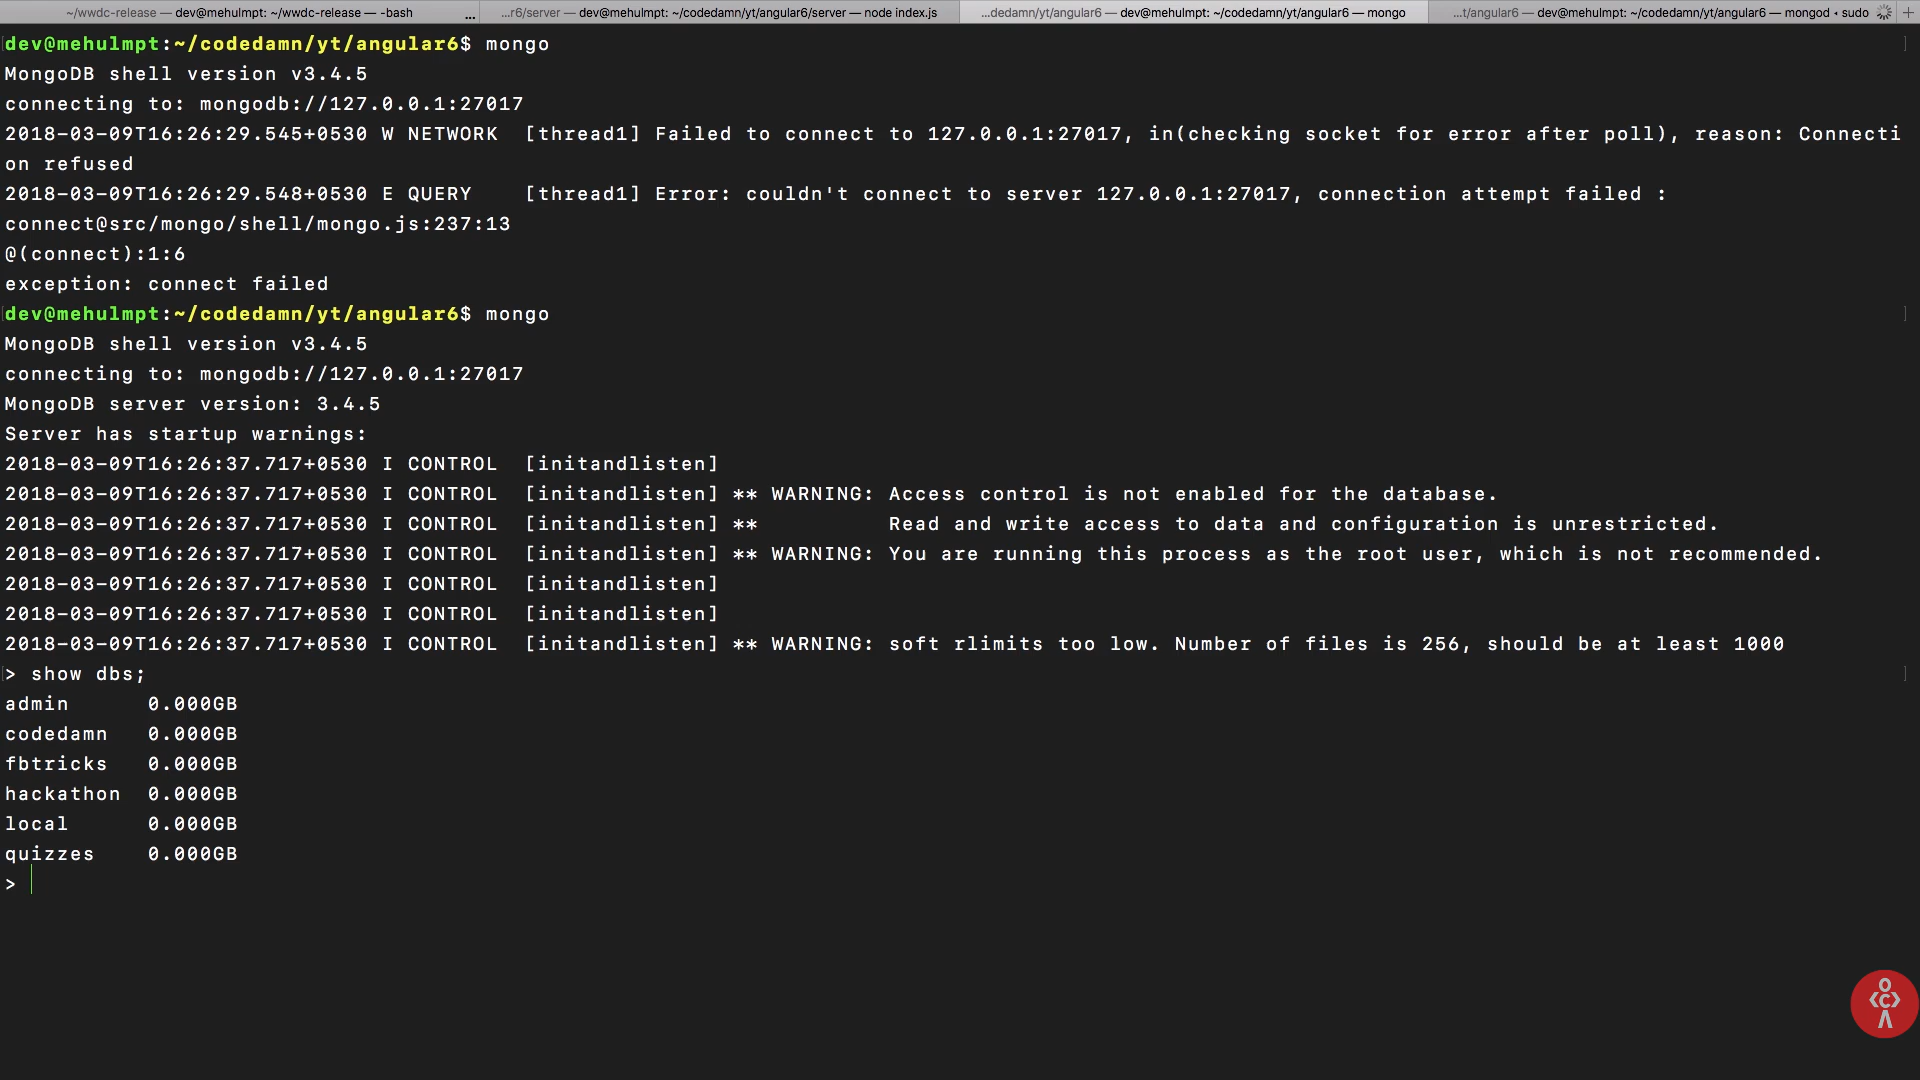 ~/wwdc-release — dev@mehulmpt: ~/wwdc-release — -bash ... ...r6/server — dev@mehulmpt: ~/codedamn/yt/angular6/server — node index.js ...dedamn/yt/angular6 — dev@mehulmpt: ~/codedamn/yt/angular6 — mongo ...t/angular6 — dev@mehulmpt: ~/codedamn/yt/angular6 — mongod ◂ sudo +
dev@mehulmpt:~/codedamn/yt/angular6$ mongo
MongoDB shell version v3.4.5
connecting to: mongodb://127.0.0.1:27017
2018-03-09T16:26:29.545+0530 W NETWORK  [thread1] Failed to connect to 127.0.0.1:27017, in(checking socket for error after poll), reason: Connecti
on refused
2018-03-09T16:26:29.548+0530 E QUERY    [thread1] Error: couldn't connect to server 127.0.0.1:27017, connection attempt failed :
connect@src/mongo/shell/mongo.js:237:13
@(connect):1:6
exception: connect failed
dev@mehulmpt:~/codedamn/yt/angular6$ mongo
MongoDB shell version v3.4.5
connecting to: mongodb://127.0.0.1:27017
MongoDB server version: 3.4.5
Server has startup warnings:
2018-03-09T16:26:37.717+0530 I CONTROL  [initandlisten]
2018-03-09T16:26:37.717+0530 I CONTROL  [initandlisten] ** WARNING: Access control is not enabled for the database.
2018-03-09T16:26:37.717+0530 I CONTROL  [initandlisten] **          Read and write access to data and configuration is unrestricted.
2018-03-09T16:26:37.717+0530 I CONTROL  [initandlisten] ** WARNING: You are running this process as the root user, which is not recommended.
2018-03-09T16:26:37.717+0530 I CONTROL  [initandlisten]
2018-03-09T16:26:37.717+0530 I CONTROL  [initandlisten]
2018-03-09T16:26:37.717+0530 I CONTROL  [initandlisten] ** WARNING: soft rlimits too low. Number of files is 256, should be at least 1000
> show dbs;
admin      0.000GB
codedamn   0.000GB
fbtricks   0.000GB
hackathon  0.000GB
local      0.000GB
quizzes    0.000GB
>